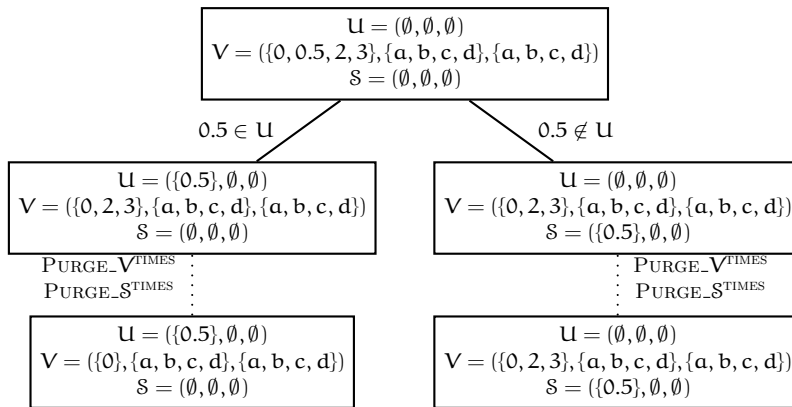 U = (∅, ∅, ∅)
V = ({0, 0.5, 2, 3}, {a, b, c, d}, {a, b, c, d})
S = (∅, ∅, ∅)
0.5 ∈ U
0.5 ∉ U
U = ({0.5}, ∅, ∅)
V = ({0, 2, 3}, {a, b, c, d}, {a, b, c, d})
S = (∅, ∅, ∅)
U = (∅, ∅, ∅)
V = ({0, 2, 3}, {a, b, c, d}, {a, b, c, d})
S = ({0.5}, ∅, ∅)
PURGE_V^TIMES
PURGE_S^TIMES
PURGE_V^TIMES
PURGE_S^TIMES
U = ({0.5}, ∅, ∅)
V = ({0}, {a, b, c, d}, {a, b, c, d})
S = (∅, ∅, ∅)
U = (∅, ∅, ∅)
V = ({0, 2, 3}, {a, b, c, d}, {a, b, c, d})
S = ({0.5}, ∅, ∅)